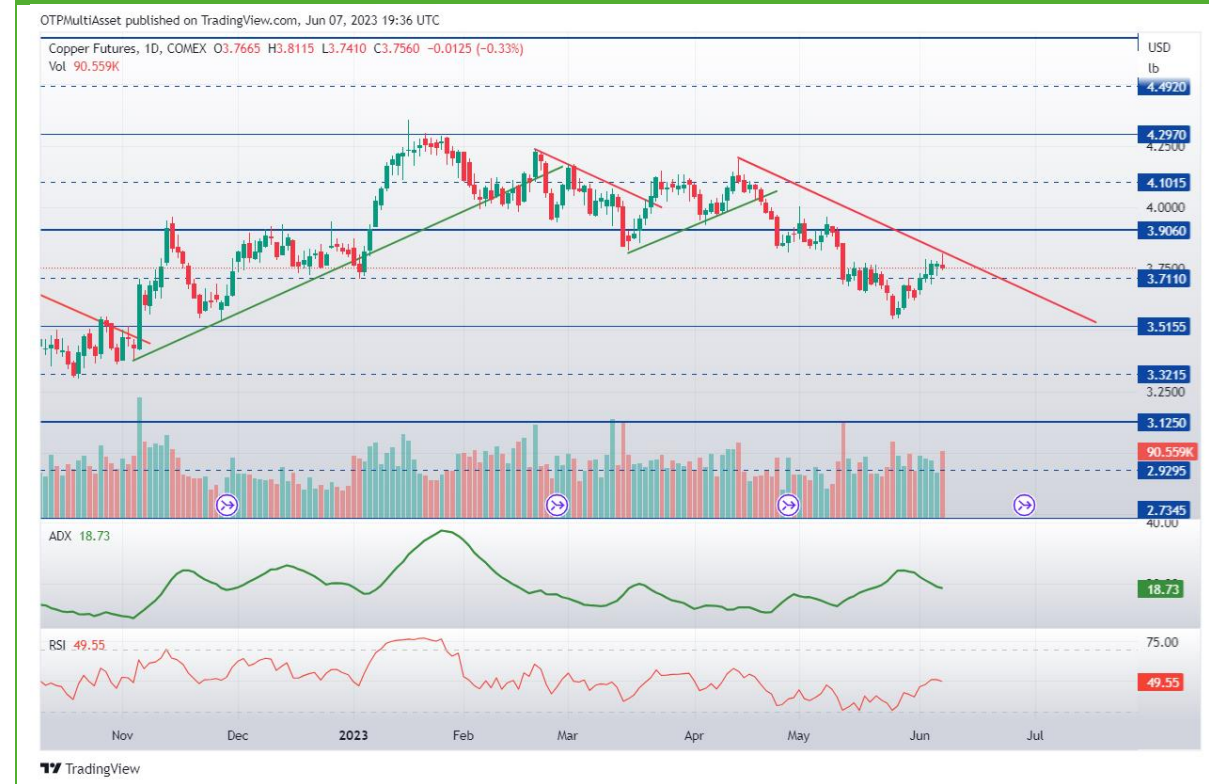 OTPMultiAsset published on TradingView.com, Jun 07, 2023 19:36 UTC
Copper Futures, 1D, COMEX O3.7665 H3.8115 L3.7410 C3.7560 −0.0125 (−0.33%)
Vol 90.559K
USD
lb
4.4920
4.2970
4.2500
4.1015
4.0000
3.9060
3.7500
3.7110
3.5155
3.3215
3.2500
3.1250
90.559K
2.9295
2.7345
40.00
ADX 18.73
18.73
RSI 49.55
75.00
49.55
Nov Dec 2023 Feb Mar Apr May Jun Jul
TradingView